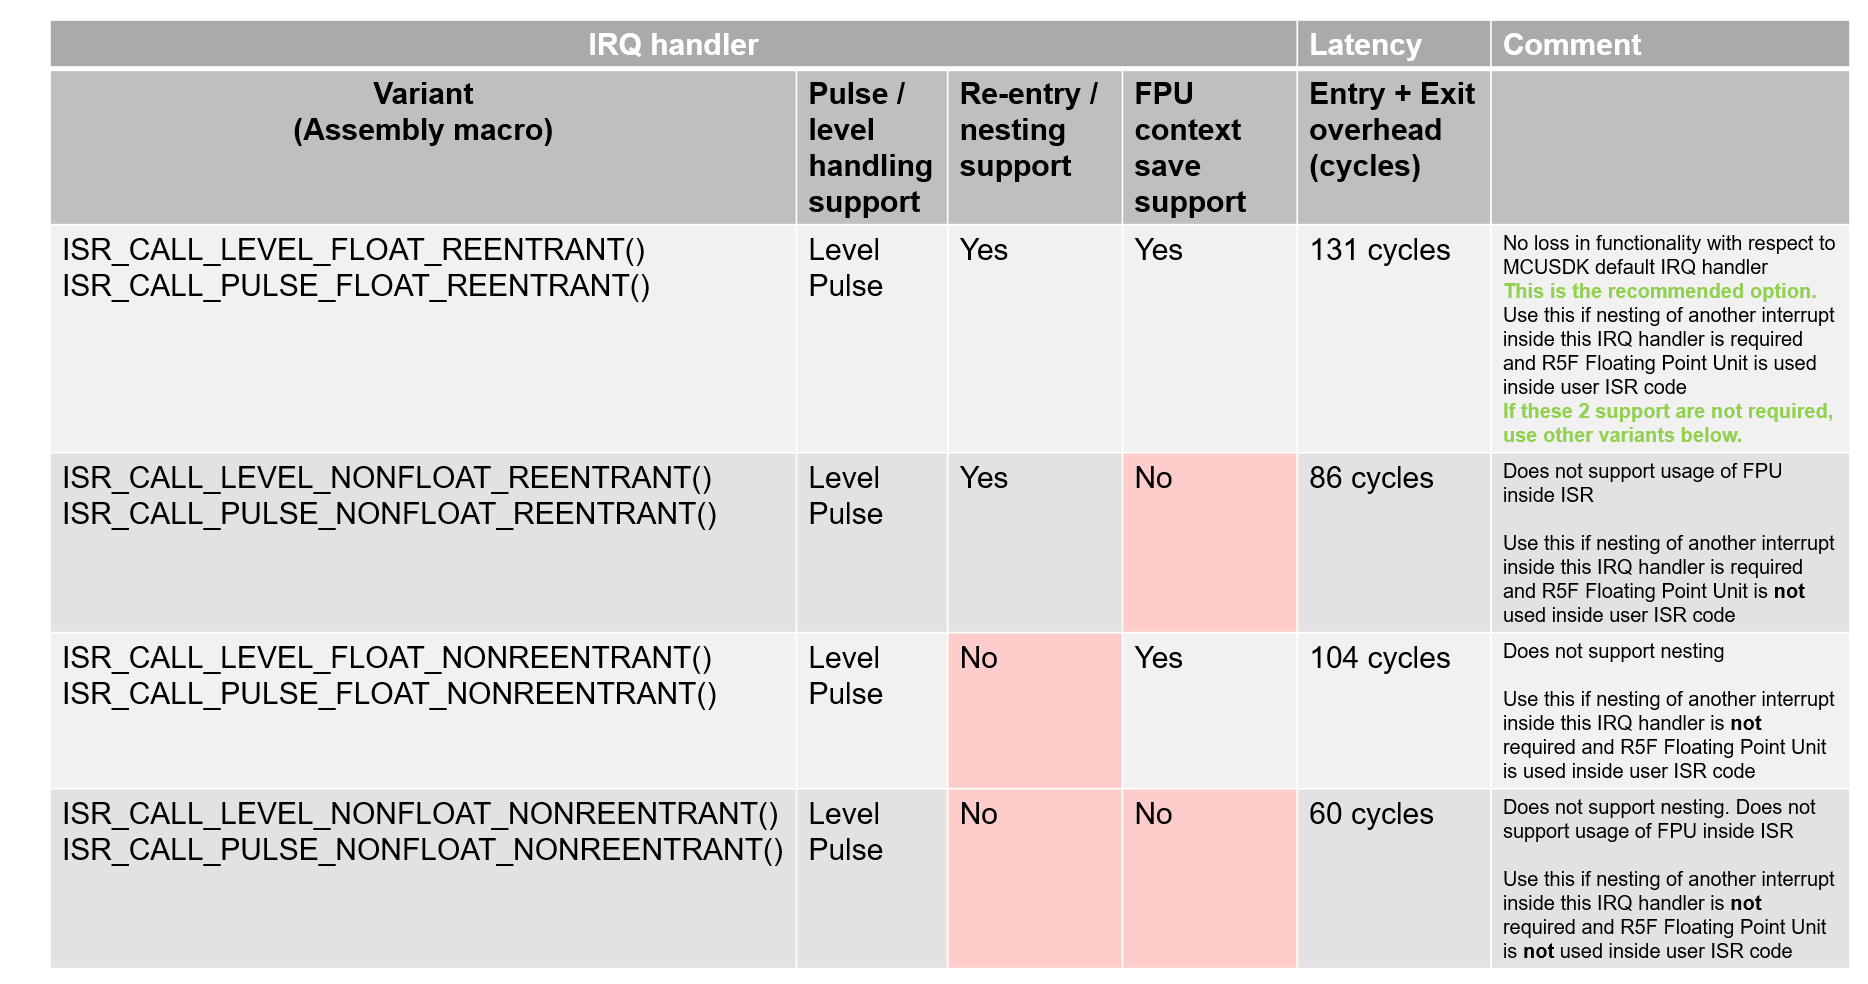 IRQ handler
Latency
Comment
Variant
(Assembly macro)
Pulse /
level
handling
support
Re-entry /
nesting
support
FPU
context
save
support
Entry + Exit
overhead
(cycles)
ISR_CALL_LEVEL_FLOAT_REENTRANT()
ISR_CALL_PULSE_FLOAT_REENTRANT()
Level
Pulse
Yes
Yes
131 cycles
No loss in functionality with respect to
MCUSDK default IRQ handler
This is the recommended option.
Use this if nesting of another interrupt
inside this IRQ handler is required
and R5F Floating Point Unit is used
inside user ISR code
If these 2 support are not required,
use other variants below.
ISR_CALL_LEVEL_NONFLOAT_REENTRANT()
ISR_CALL_PULSE_NONFLOAT_REENTRANT()
Level
Pulse
Yes
No
86 cycles
Does not support usage of FPU
inside ISR
Use this if nesting of another interrupt
inside this IRQ handler is required
and R5F Floating Point Unit is not
used inside user ISR code
ISR_CALL_LEVEL_FLOAT_NONREENTRANT()
ISR_CALL_PULSE_FLOAT_NONREENTRANT()
Level
Pulse
No
Yes
104 cycles
Does not support nesting
Use this if nesting of another interrupt
inside this IRQ handler is not
required and R5F Floating Point Unit
is used inside user ISR code
ISR_CALL_LEVEL_NONFLOAT_NONREENTRANT()
ISR_CALL_PULSE_NONFLOAT_NONREENTRANT()
Level
Pulse
No
No
60 cycles
Does not support nesting. Does not
support usage of FPU inside ISR
Use this if nesting of another interrupt
inside this IRQ handler is not
required and R5F Floating Point Unit
is not used inside user ISR code